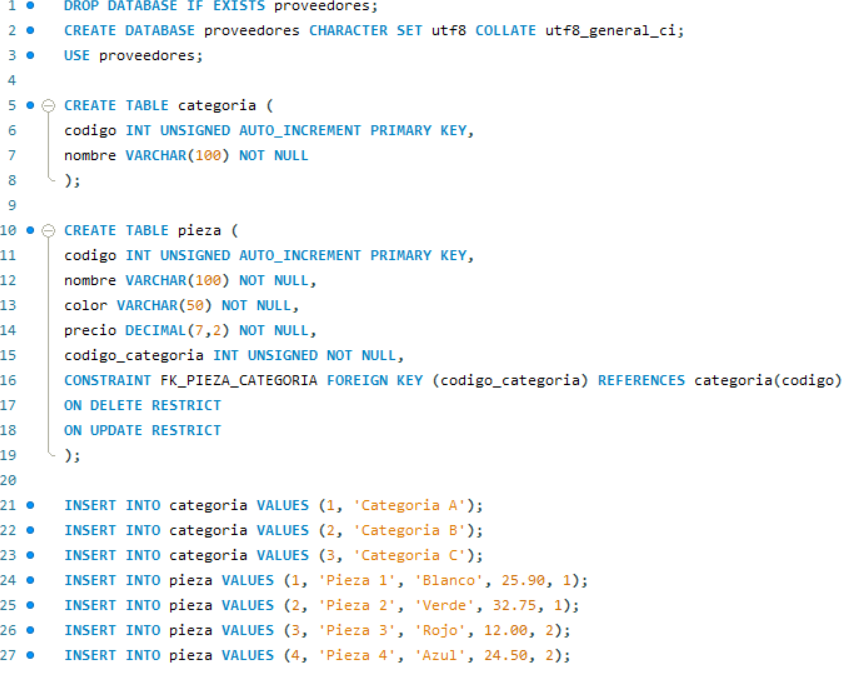 1 DROP DATABASE IF EXISTS proveedores;
2 CREATE DATABASE proveedores CHARACTER SET utf8 COLLATE utf8_general_ci;
3 USE proveedores;
4
5 CREATE TABLE categoria (
6 codigo INT UNSIGNED AUTO_INCREMENT PRIMARY KEY,
7 nombre VARCHAR(100) NOT NULL
8 );
9
10 CREATE TABLE pieza (
11 codigo INT UNSIGNED AUTO_INCREMENT PRIMARY KEY,
12 nombre VARCHAR(100) NOT NULL,
13 color VARCHAR(50) NOT NULL,
14 precio DECIMAL(7,2) NOT NULL,
15 codigo_categoria INT UNSIGNED NOT NULL,
16 CONSTRAINT FK_PIEZA_CATEGORIA FOREIGN KEY (codigo_categoria) REFERENCES categoria(codigo)
17 ON DELETE RESTRICT
18 ON UPDATE RESTRICT
19 );
20
21 INSERT INTO categoria VALUES (1, 'Categoria A');
22 INSERT INTO categoria VALUES (2, 'Categoria B');
23 INSERT INTO categoria VALUES (3, 'Categoria C');
24 INSERT INTO pieza VALUES (1, 'Pieza 1', 'Blanco', 25.90, 1);
25 INSERT INTO pieza VALUES (2, 'Pieza 2', 'Verde', 32.75, 1);
26 INSERT INTO pieza VALUES (3, 'Pieza 3', 'Rojo', 12.00, 2);
27 INSERT INTO pieza VALUES (4, 'Pieza 4', 'Azul', 24.50, 2);